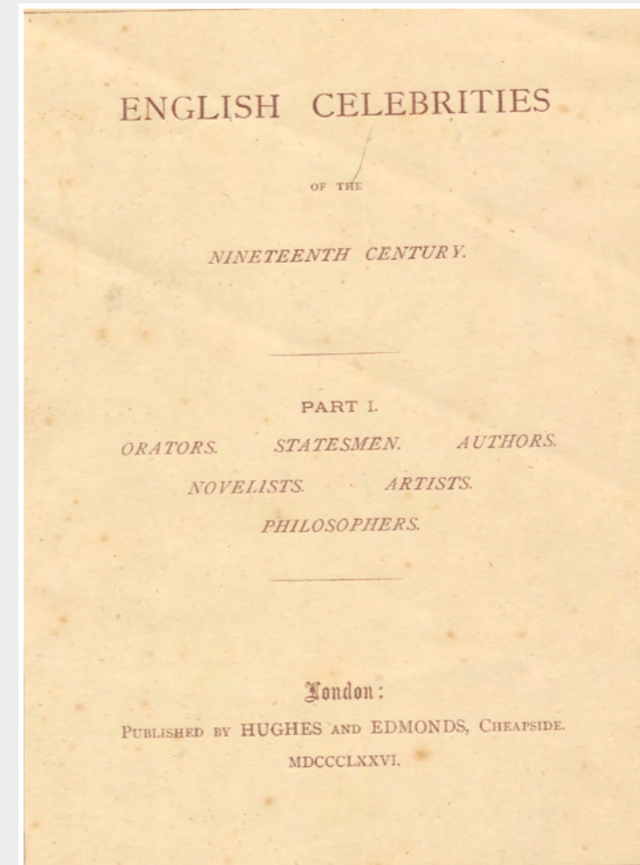 ENGLISH CELEBRITIES
OF THE
NINETEENTH CENTURY.
PART I.
ORATORS. STATESMEN. AUTHORS.
NOVELISTS. ARTISTS.
PHILOSOPHERS.
London:
PUBLISHED BY HUGHES AND EDMONDS, CHEAPSIDE.
MDCCCLXXVI.